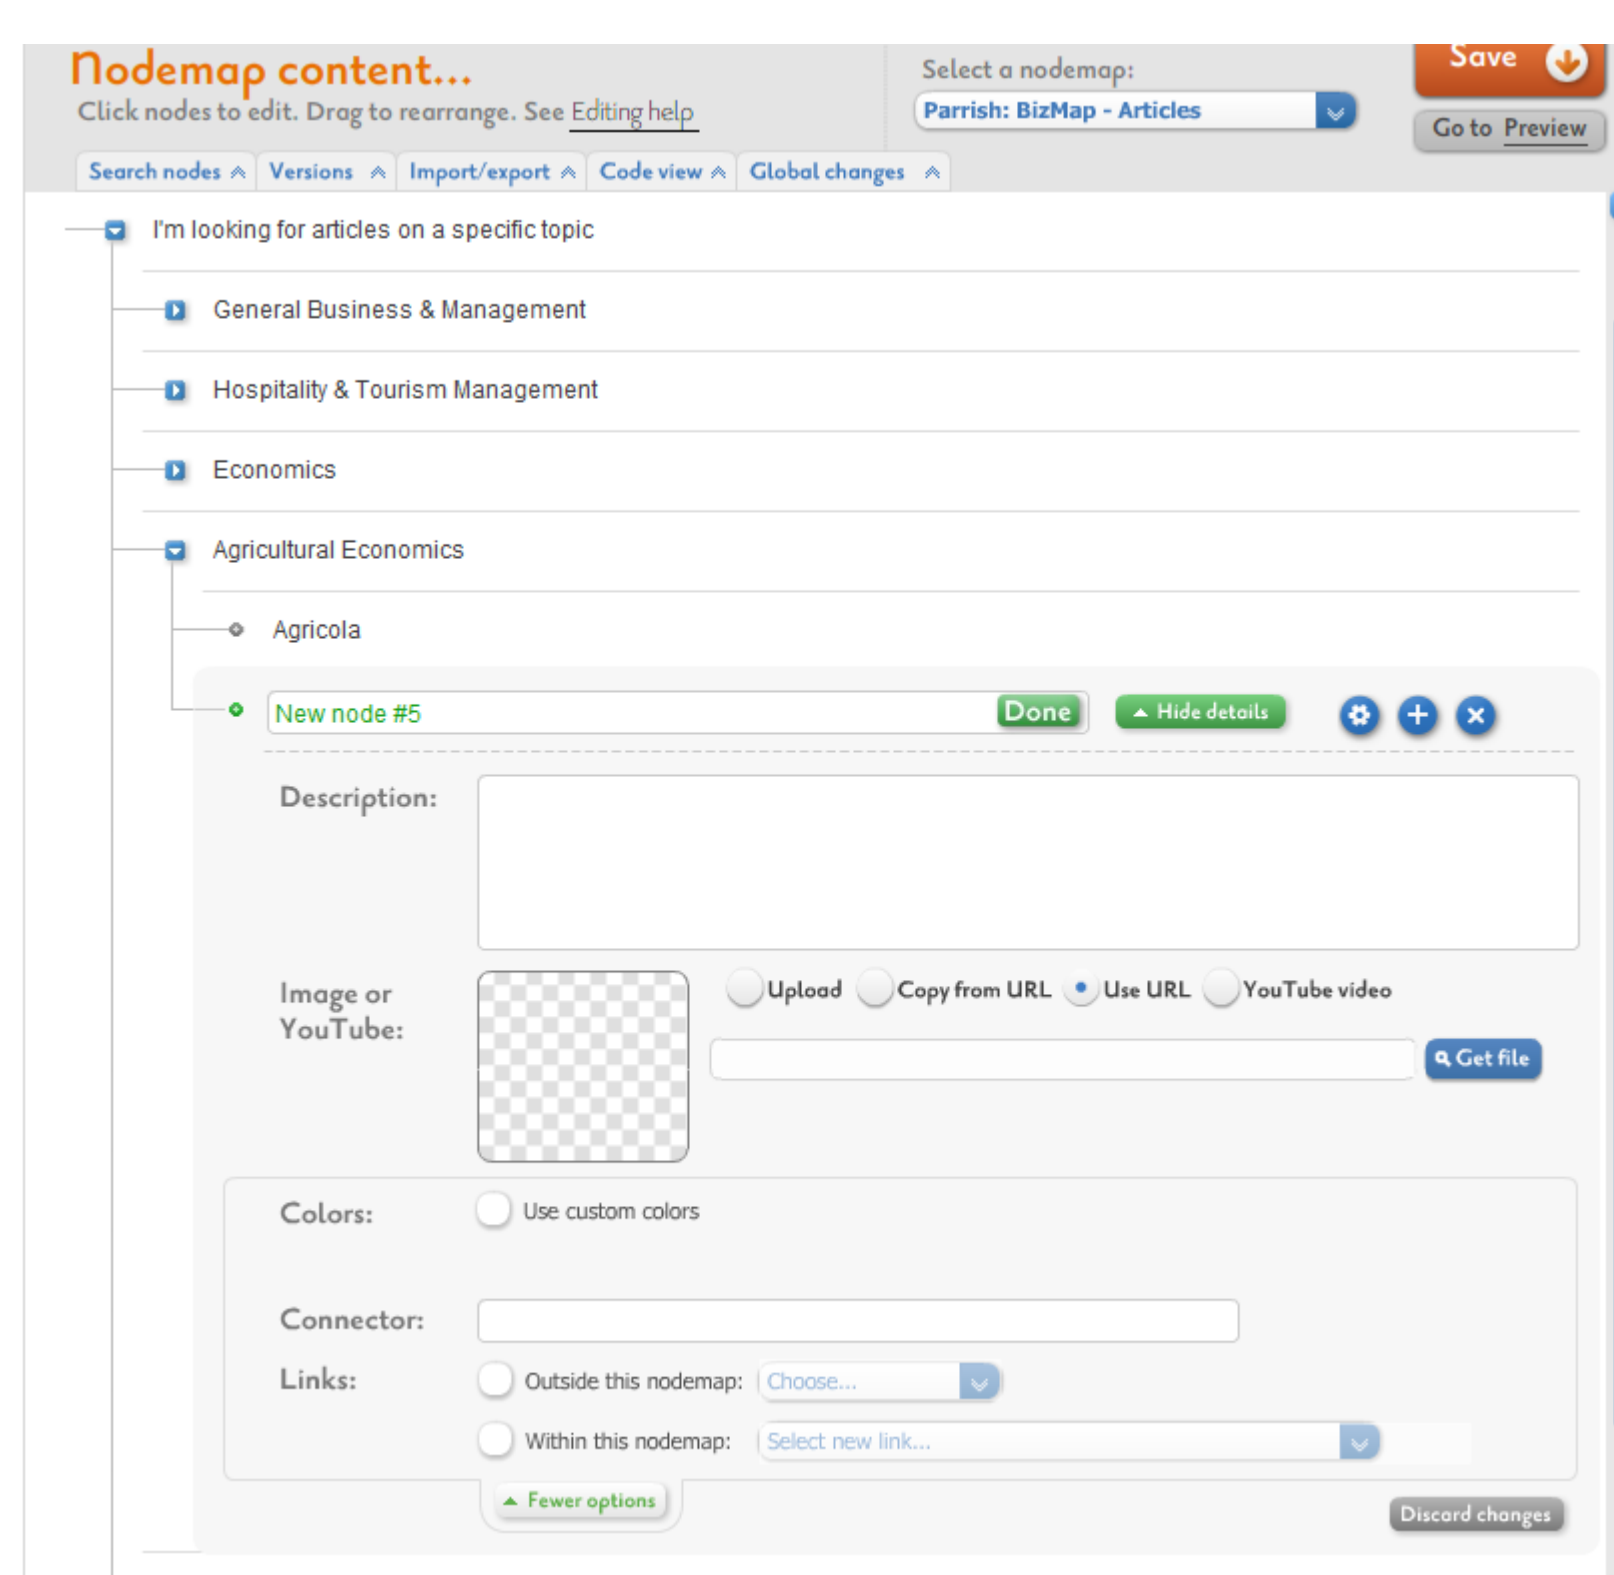 Nodemap content...
Click nodes to edit. Drag to rearrange. See Editing help
Select a nodemap:
Parrish: BizMap - Articles
Save
Go to Preview
Search nodes
Versions
Import/export
Code view
Global changes
I'm looking for articles on a specific topic
General Business & Management
Hospitality & Tourism Management
Economics
Agricultural Economics
Agricola
New node #5
Done
Hide details
Description:
Image or
YouTube:
Upload
Copy from URL
Use URL
YouTube video
Get file
Colors:
Use custom colors
Connector:
Links:
Outside this nodemap:
Choose...
Within this nodemap:
Select new link...
Fewer options
Discard changes